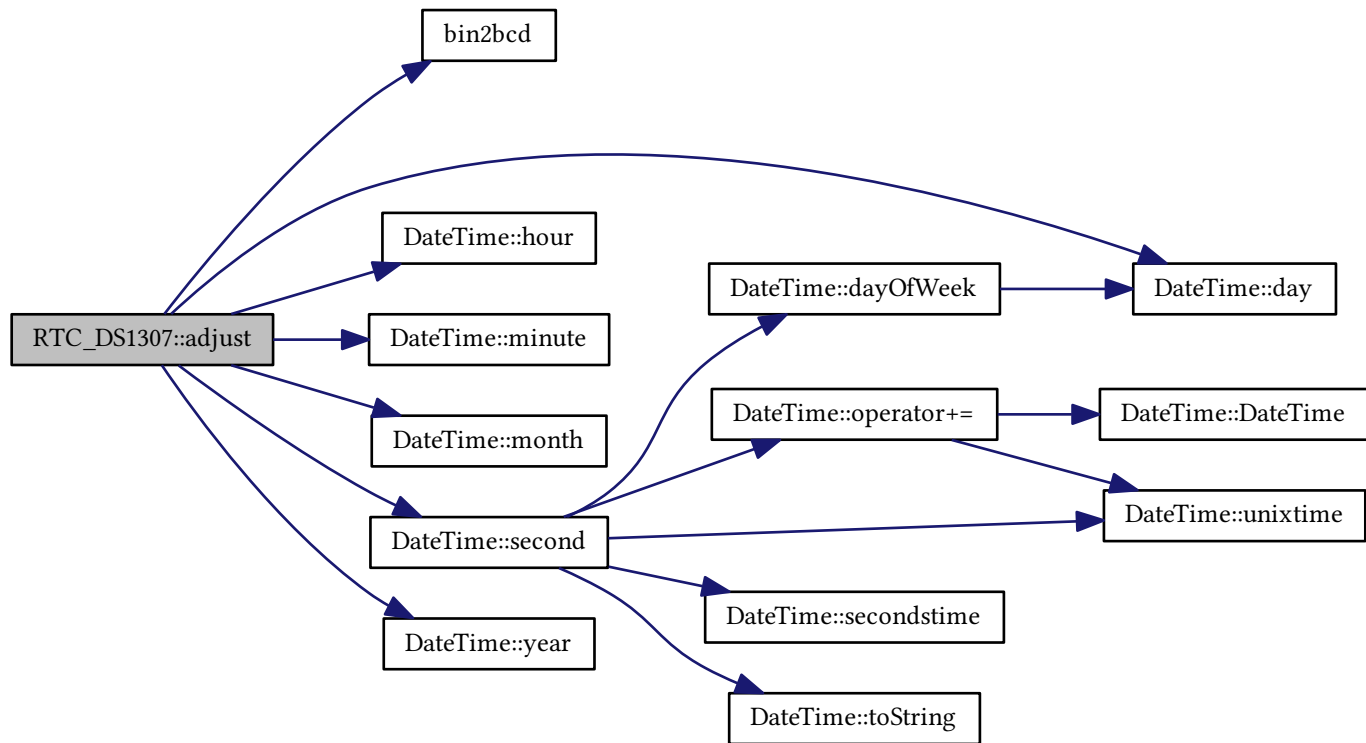 bin2bcd
DateTime::hour
DateTime::dayOfWeek
DateTime::day
RTC_DS1307::adjust
DateTime::minute
DateTime::operator+=
DateTime::DateTime
DateTime::month
DateTime::unixtime
DateTime::second
DateTime::secondstime
DateTime::year
DateTime::toString